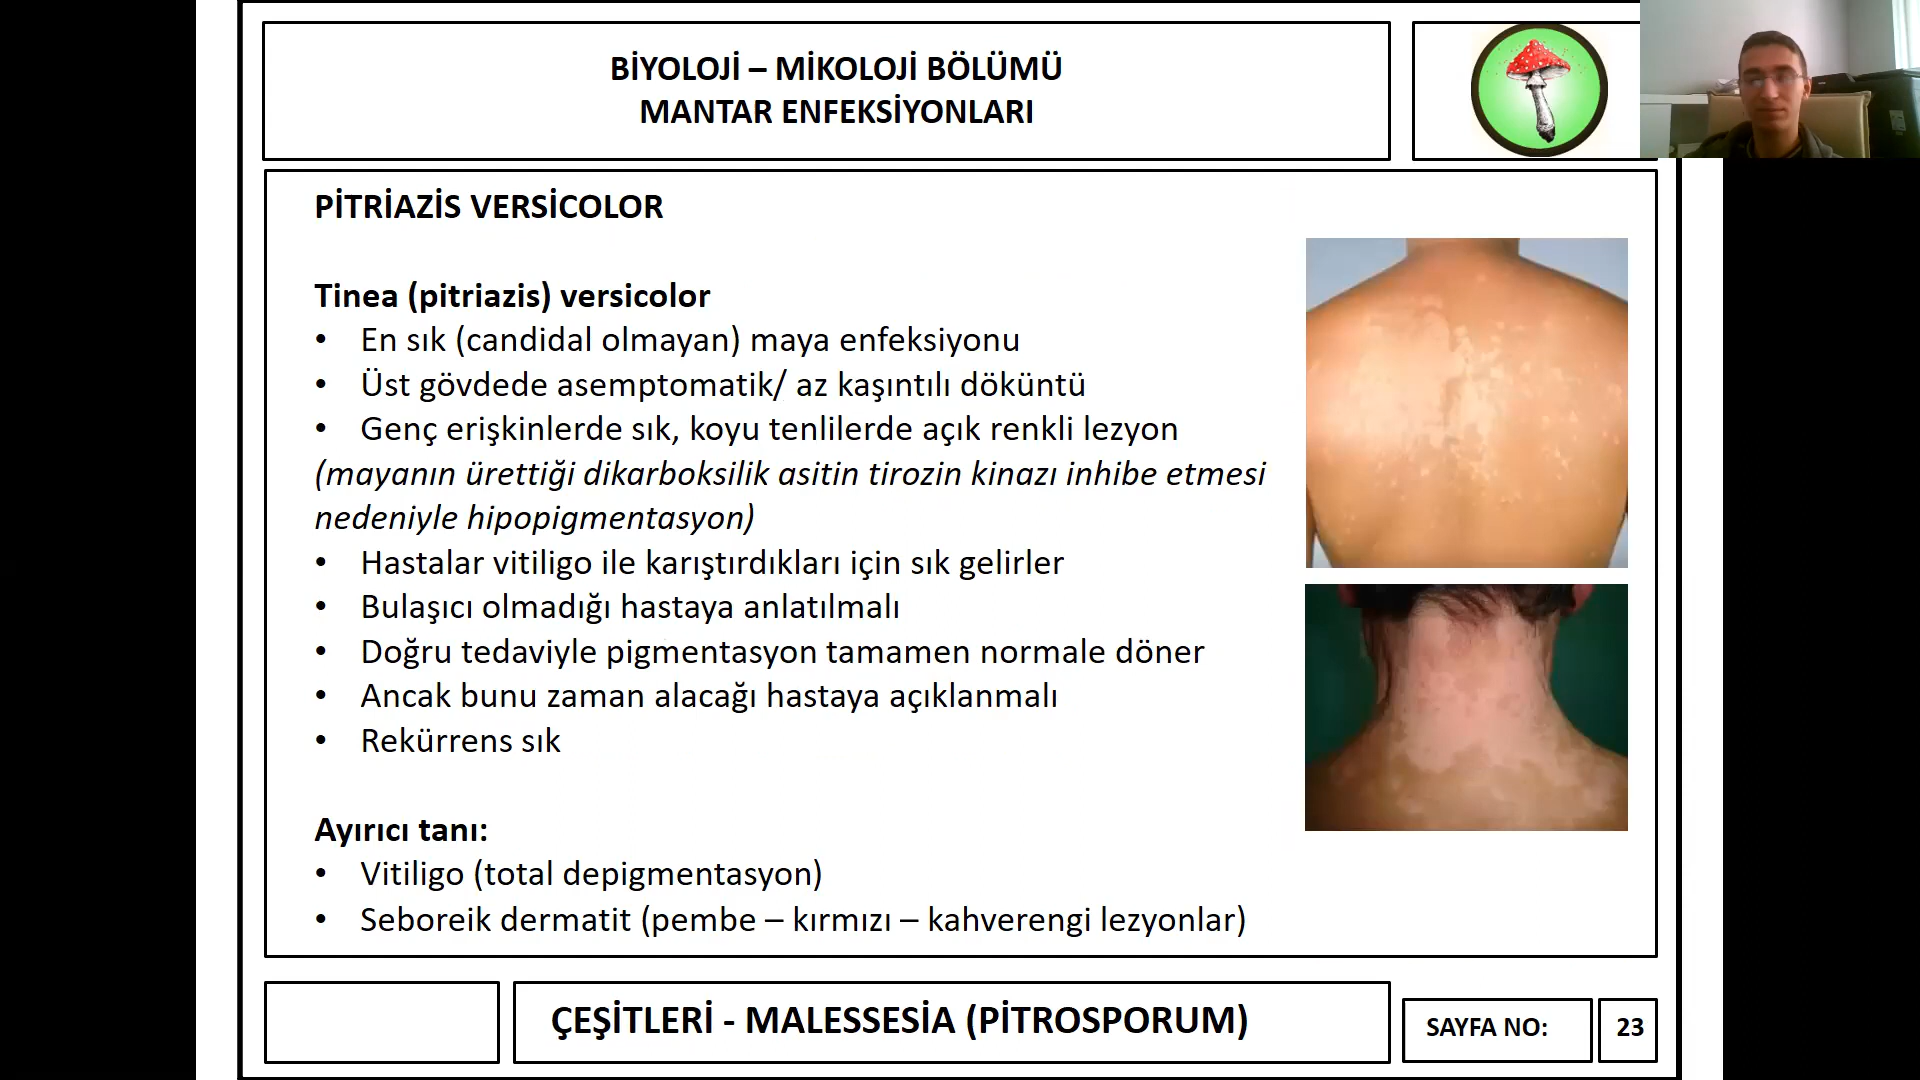 BİYOLOJİ – MİKOLOJİ BÖLÜMÜ
MANTAR ENFEKSİYONLARI
PİTRİAZİS VERSİCOLOR
Tinea (pitriazis) versicolor
• En sık (candidal olmayan) maya enfeksiyonu
• Üst gövdede asemptomatik/ az kaşıntılı döküntü
• Genç erişkinlerde sık, koyu tenlilerde açık renkli lezyon
(mayanın ürettiği dikarboksilik asitin tirozin kinazı inhibe etmesi
nedeniyle hipopigmentasyon)
• Hastalar vitiligo ile karıştırdıkları için sık gelirler
• Bulaşıcı olmadığı hastaya anlatılmalı
• Doğru tedaviyle pigmentasyon tamamen normale döner
• Ancak bunu zaman alacağı hastaya açıklanmalı
• Rekürrens sık
Ayırıcı tanı:
• Vitiligo (total depigmentasyon)
• Seboreik dermatit (pembe – kırmızı – kahverengi lezyonlar)
ÇEŞİTLERİ - MALESSESİA (PİTROSPORUM)
SAYFA NO:
23